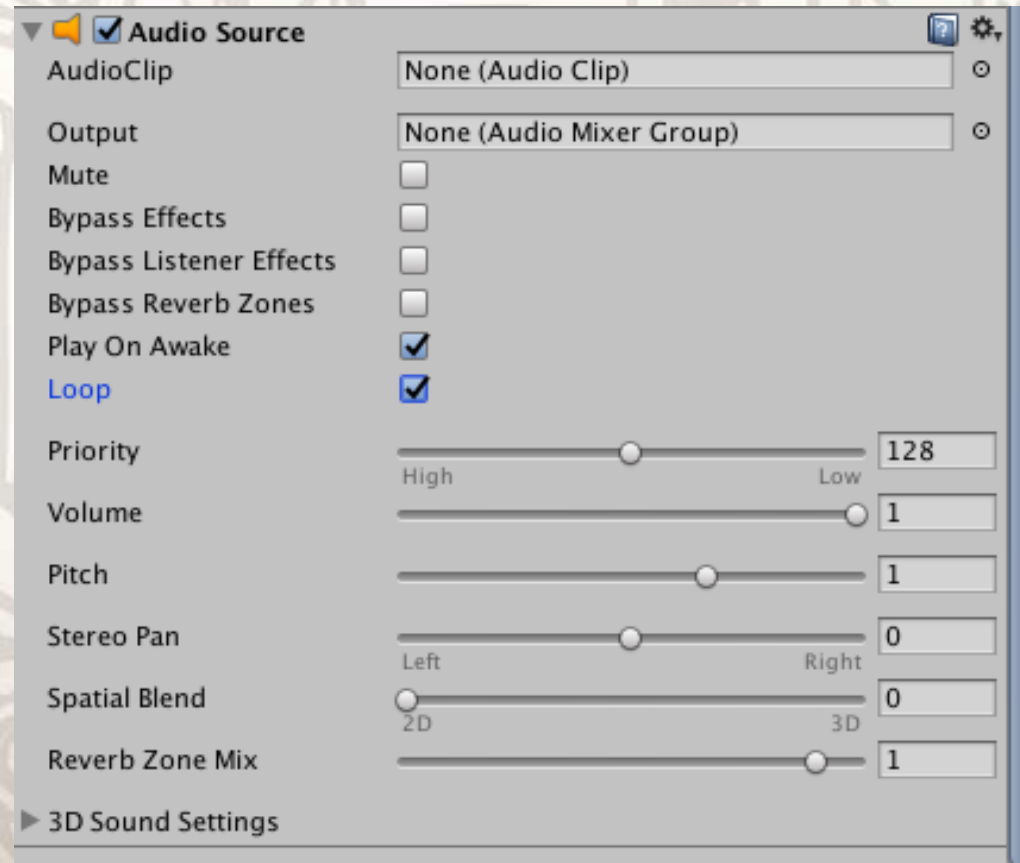 Audio Source
AudioClip None (Audio Clip)
Output None (Audio Mixer Group)
Mute
Bypass Effects
Bypass Listener Effects
Bypass Reverb Zones
Play On Awake
Loop
Priority 128
High Low
Volume 1
Pitch 1
Stereo Pan 0
Left Right
Spatial Blend 0
2D 3D
Reverb Zone Mix 1
3D Sound Settings